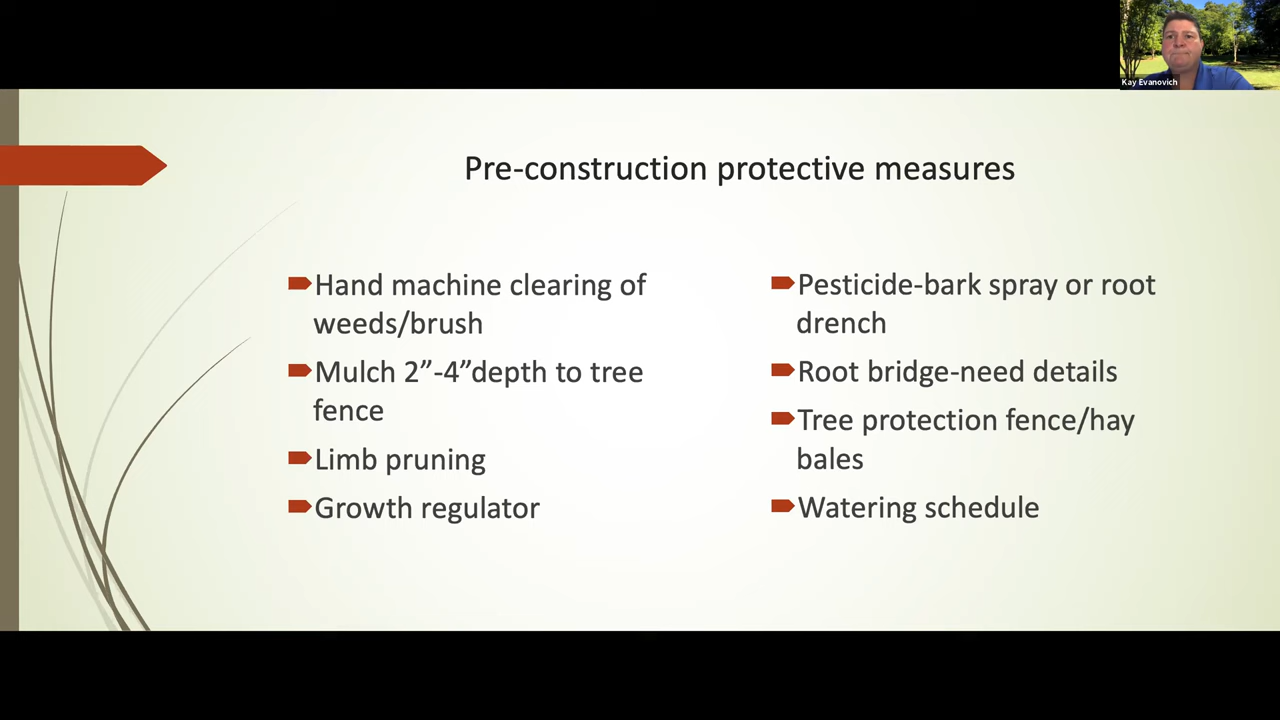 Kay Evanovich
Pre-construction protective measures
Hand machine clearing of
weeds/brush
Mulch 2”-4”depth to tree
fence
Limb pruning
Growth regulator
Pesticide-bark spray or root
drench
Root bridge-need details
Tree protection fence/hay
bales
Watering schedule